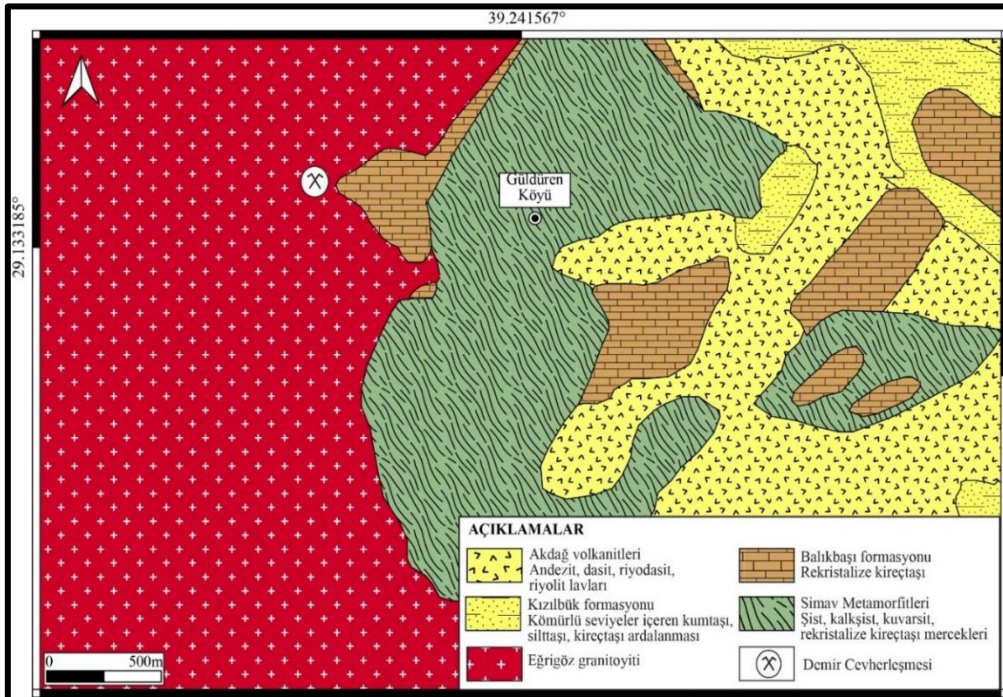 39.241567°
29.133185°
Güldüren
Köyü
0 500m
AÇIKLAMALAR
Akdağ volkanitleri
Andezit, dasit, riyodasit,
riyolit lavları
Kızılbük formasyonu
Kömürlü seviyeler içeren kumtaşı,
silttaşı, kireçtaşı ardalanması
Eğrigöz granitoyiti
Balıkbaşı formasyonu
Rekristalize kireçtaşı
Simav Metamorfitleri
Şist, kalkşist, kuvarsit,
rekristalize kireçtaşı mercekleri
Demir Cevherleşmesi